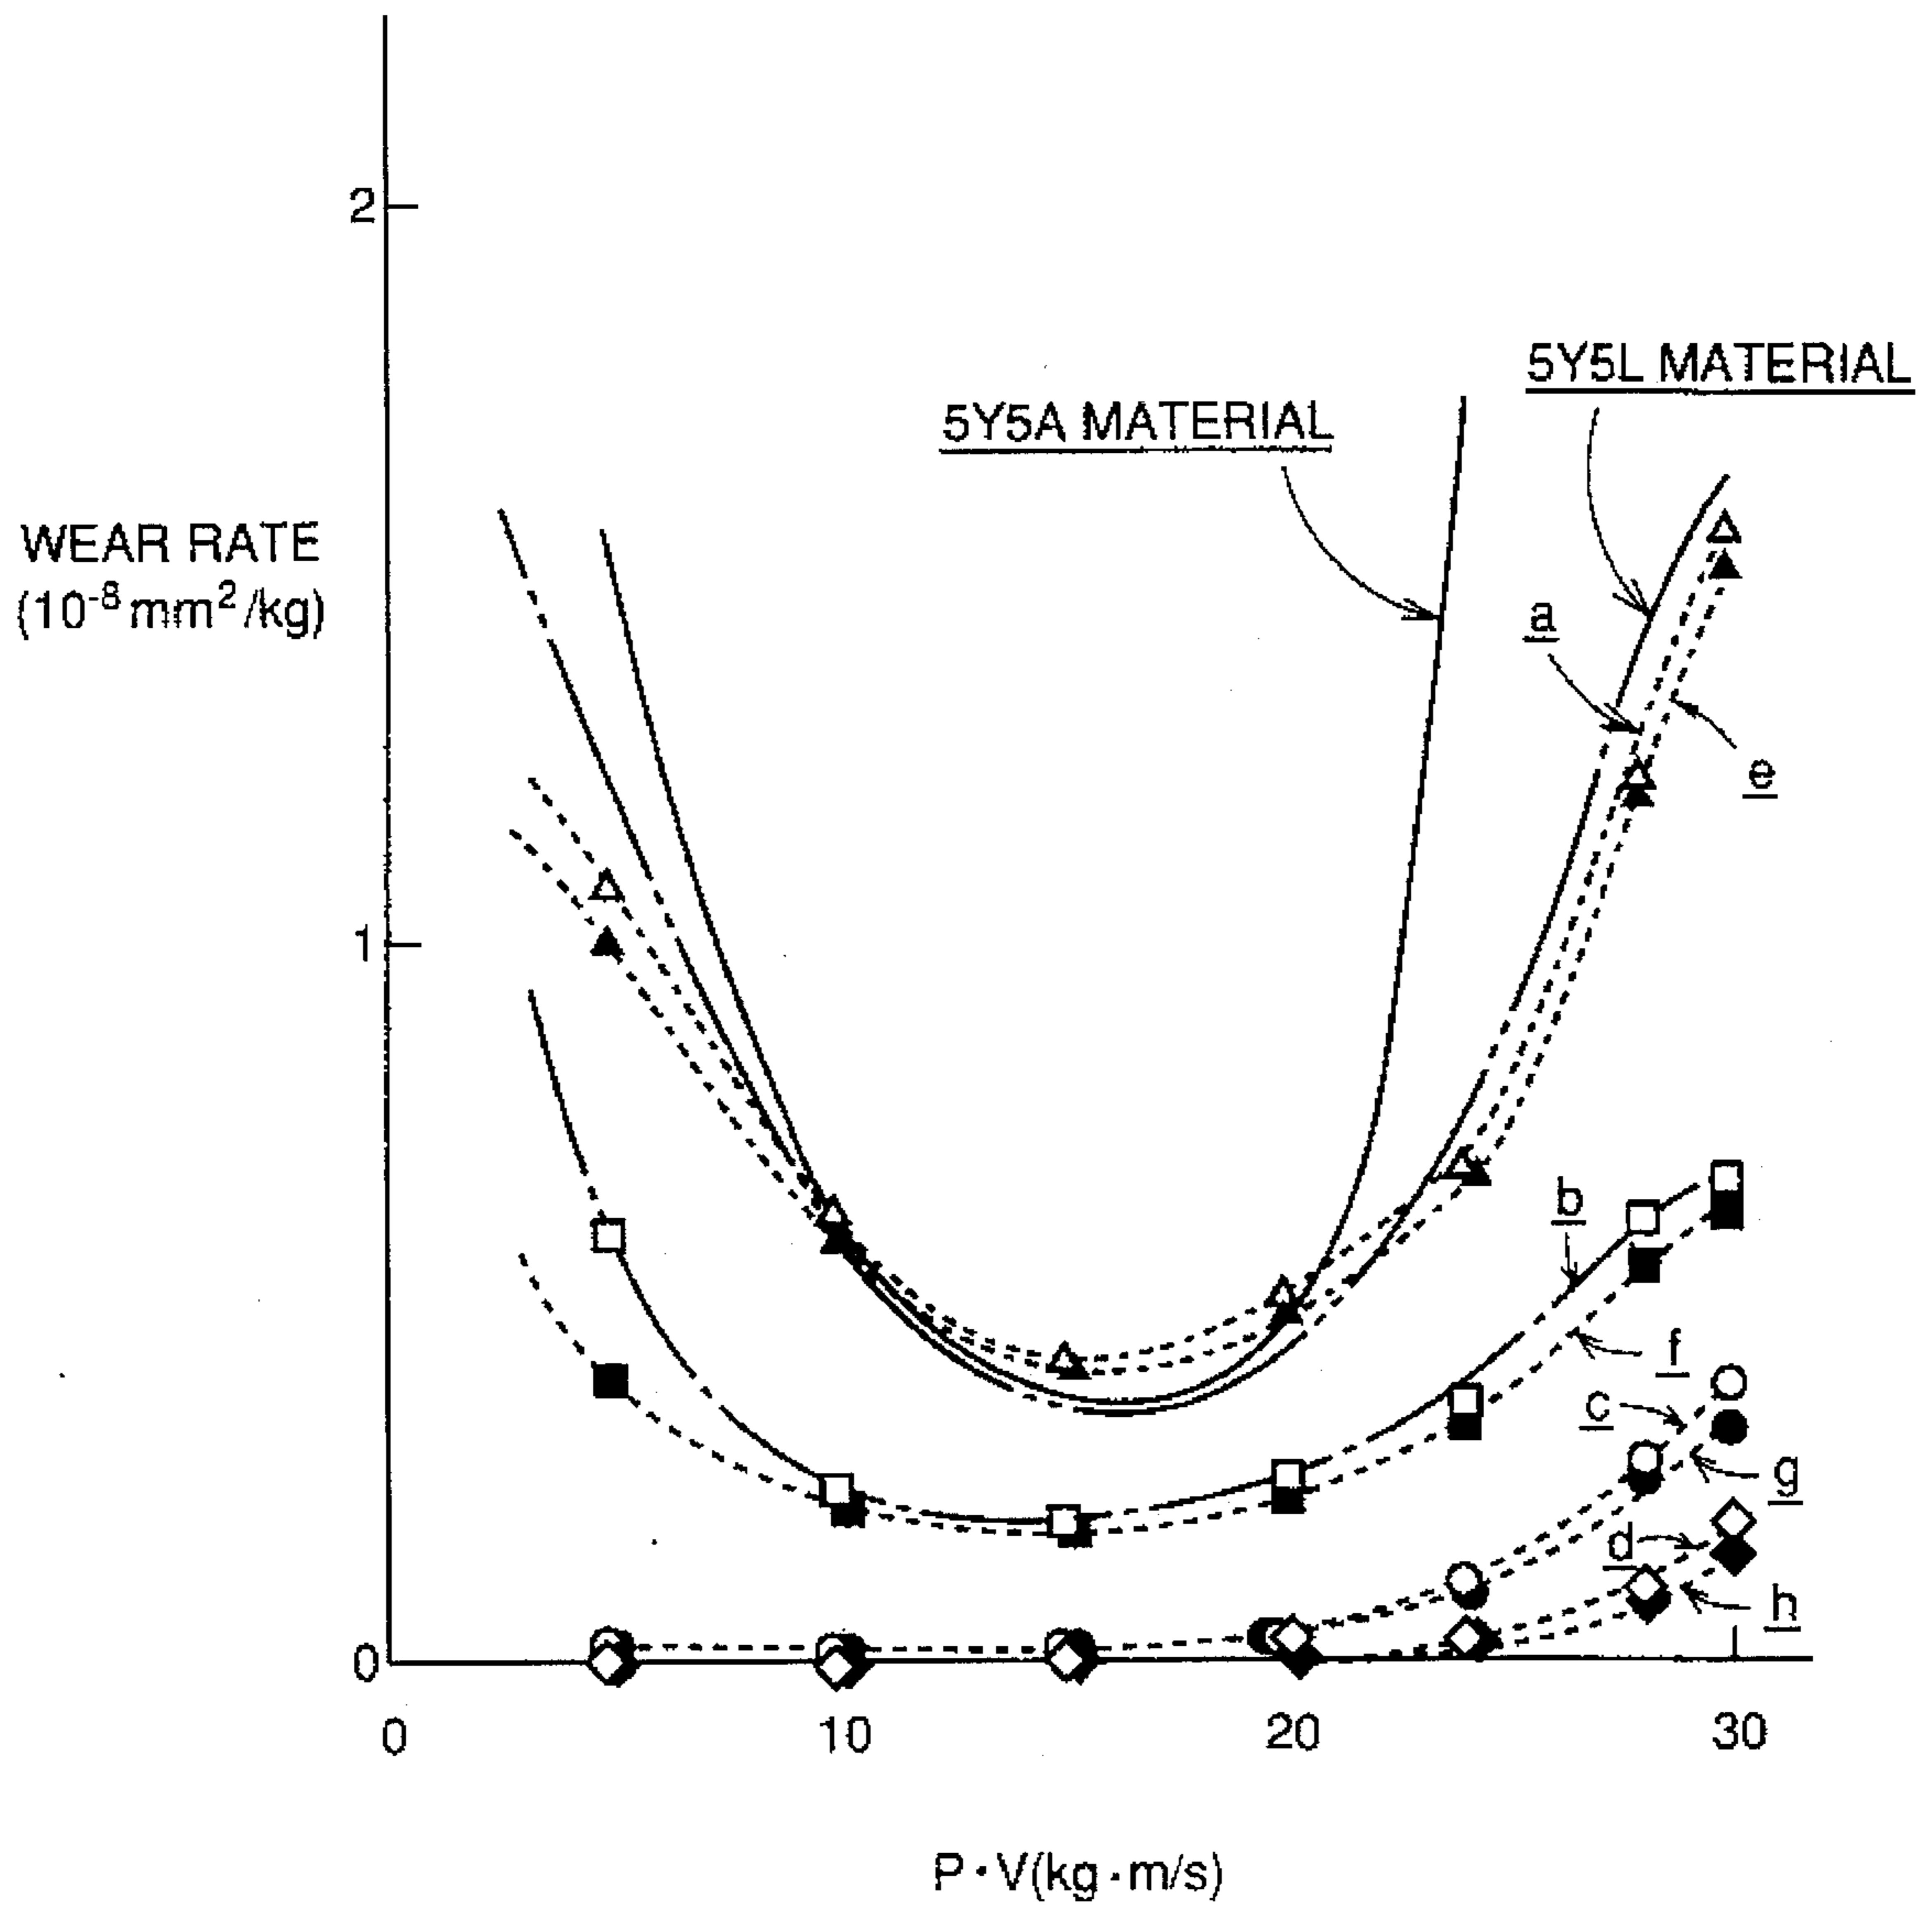 2
5Y5L MATERIAL
5Y5A MATERIAL
WEAR RATE
(10⁻⁸ mm²/kg)
a
e
1
b
f
c
g
d
h
0
0 10 20 30
P·V(kg·m/s)